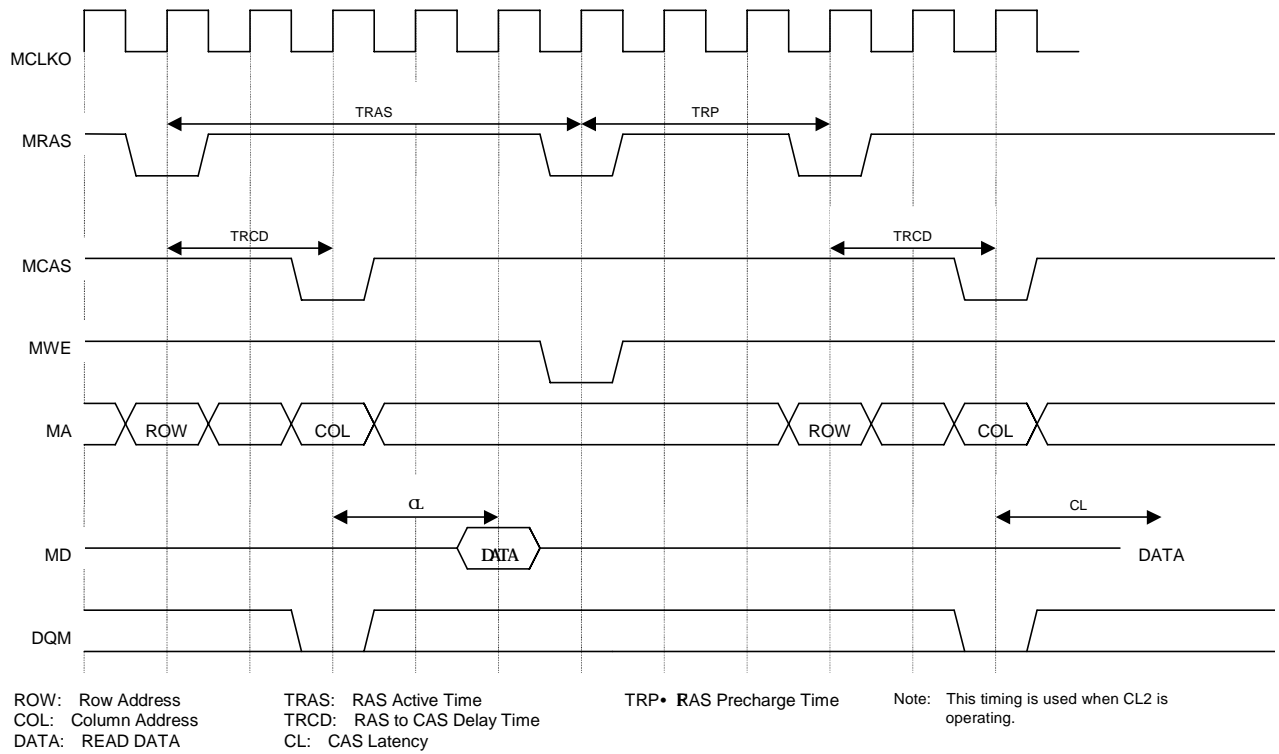 MCLKO
TRAS TRP
MRAS
TRCD TRCD
MCAS
MWE
MA ROW COL ROW COL
CL CL
MD DATA DATA
DQM
ROW: Row Address TRAS: RAS Active Time TRP• RAS Precharge Time Note: This timing is used when CL2 is
COL: Column Address TRCD: RAS to CAS Delay Time operating.
DATA: READ DATA CL: CAS Latency